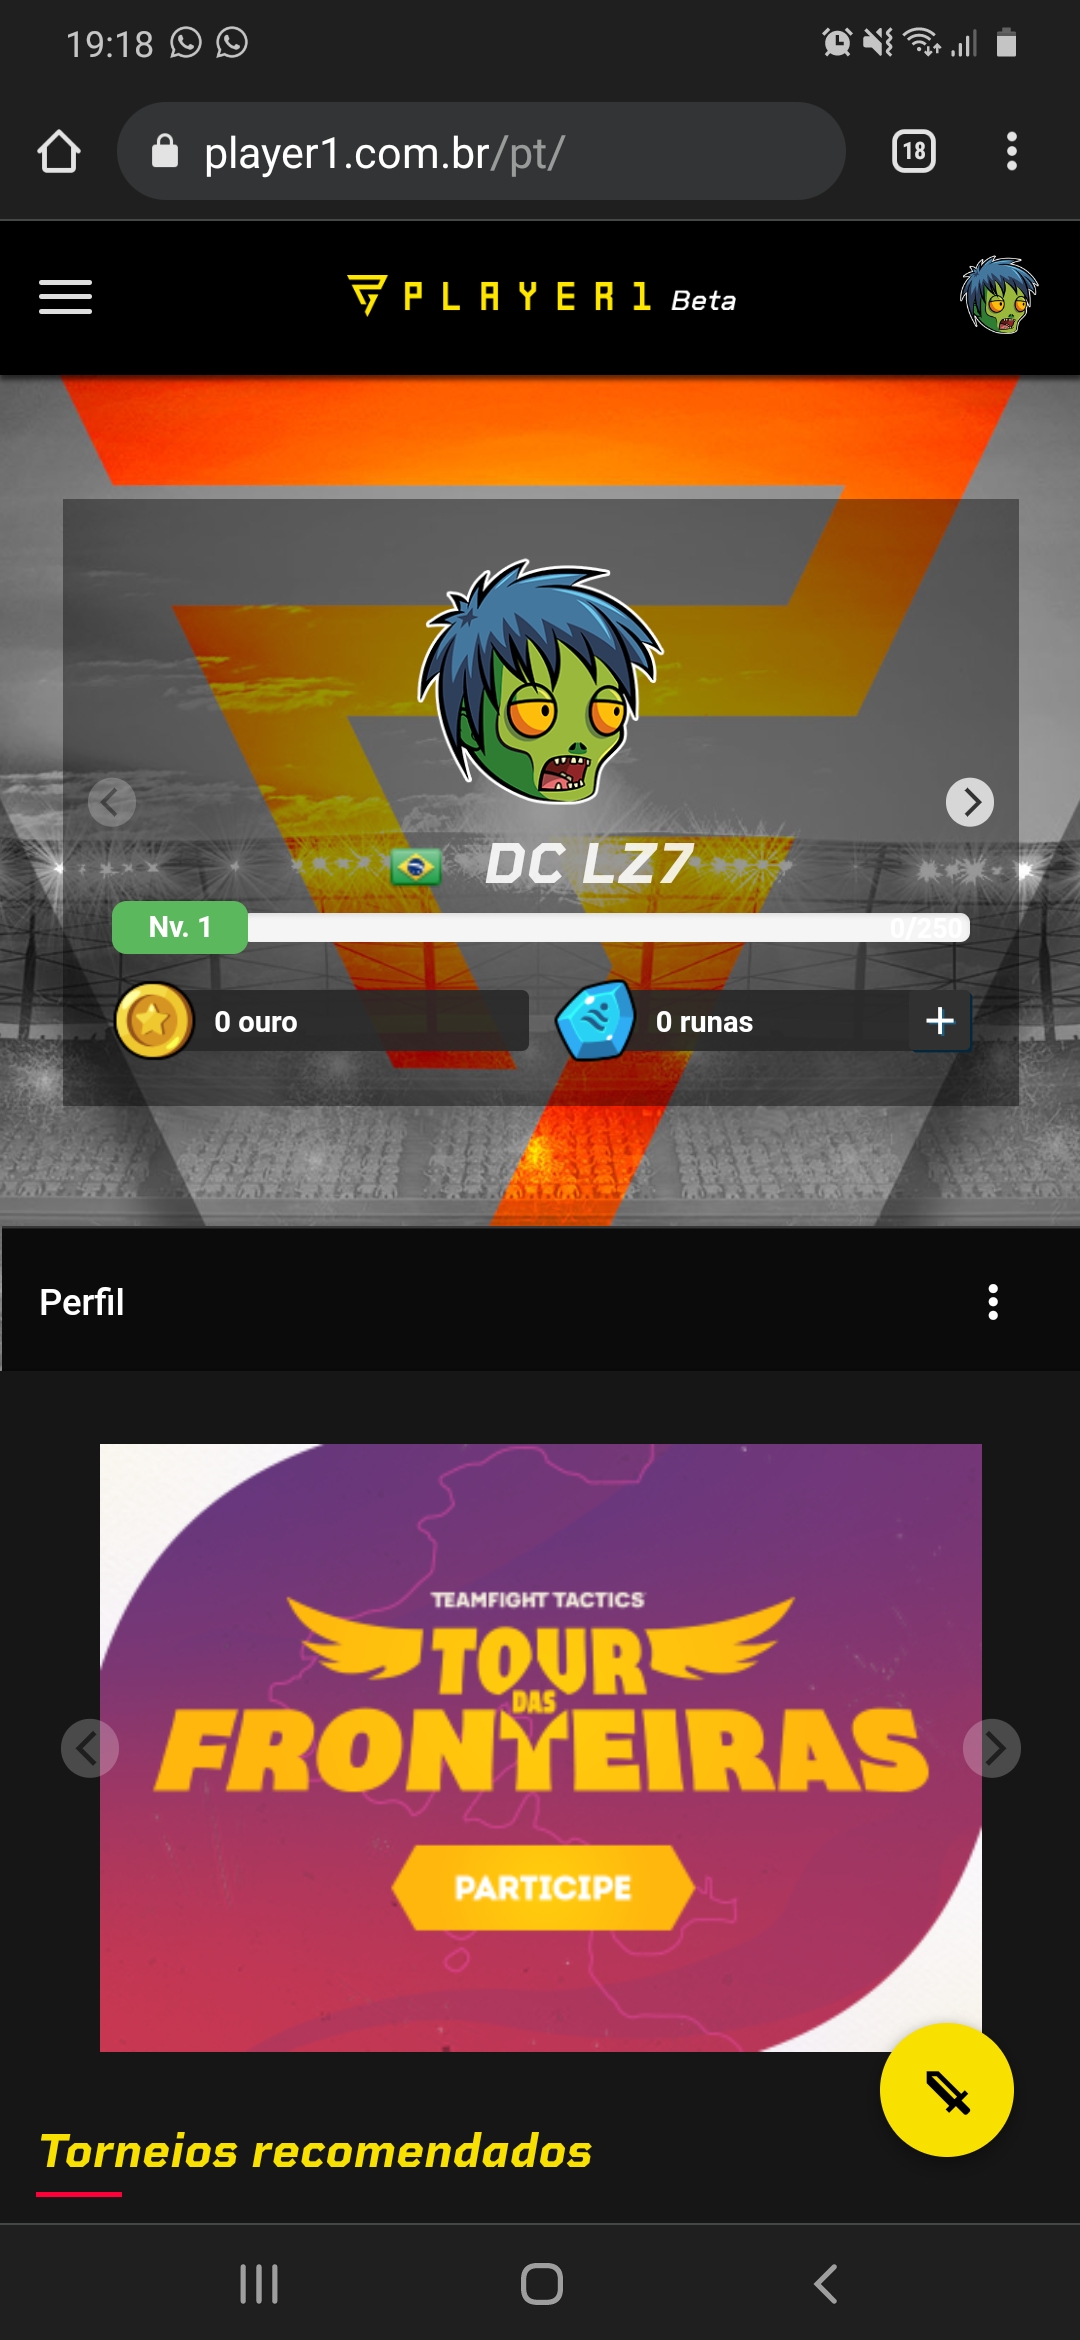 19:18
player1.com.br/pt/
18
PLAYER1 Beta
DC LZ7
Nv. 1
0/250
0 ouro
0 runas
Perfil
TEAMFIGHT TACTICS
TOUR
DAS
FRONTEIRAS
PARTICIPE
Torneios recomendados